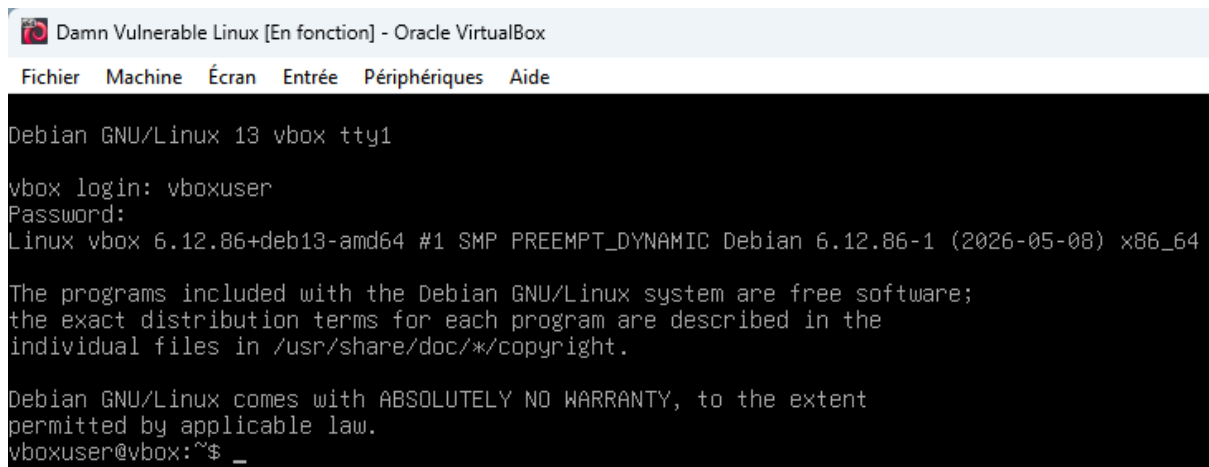 Damn Vulnerable Linux [En fonction] - Oracle VirtualBox
Fichier Machine Écran Entrée Périphériques Aide
Debian GNU/Linux 13 vbox tty1
vbox login: vboxuser
Password:
Linux vbox 6.12.86+deb13-amd64 #1 SMP PREEMPT_DYNAMIC Debian 6.12.86-1 (2026-05-08) x86_64
The programs included with the Debian GNU/Linux system are free software;
the exact distribution terms for each program are described in the
individual files in /usr/share/doc/*/copyright.
Debian GNU/Linux comes with ABSOLUTELY NO WARRANTY, to the extent
permitted by applicable law.
vboxuser@vbox:~$ _